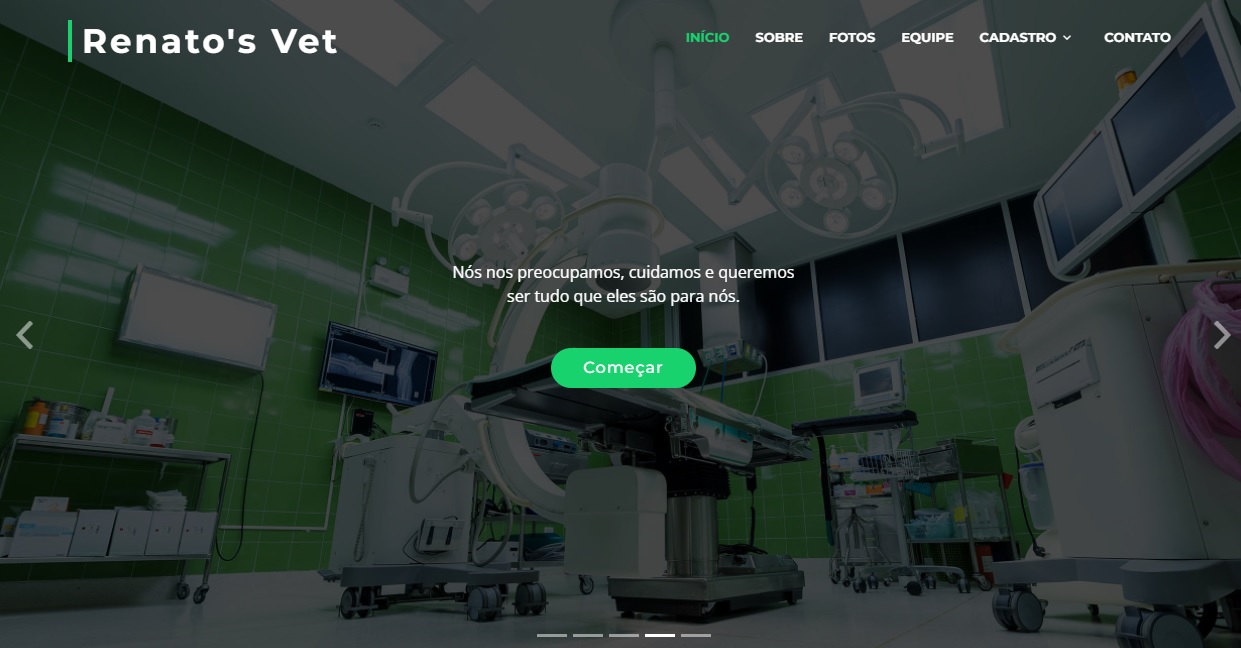 Renato's Vet
INÍCIO SOBRE FOTOS EQUIPE CADASTRO CONTATO
Nós nos preocupamos, cuidamos e queremos
ser tudo que eles são para nós.
Começar